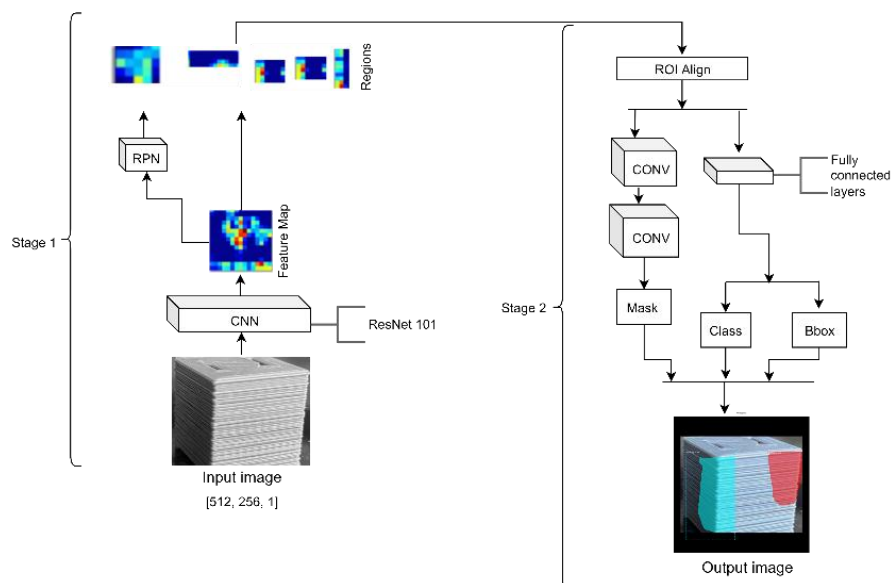 Stage 1
RPN
Regions
Feature Map
CNN
ResNet 101
Input image
[512, 256, 1]
Stage 2
ROI Align
CONV
CONV
Fully
connected
layers
Mask
Class
Bbox
Output image